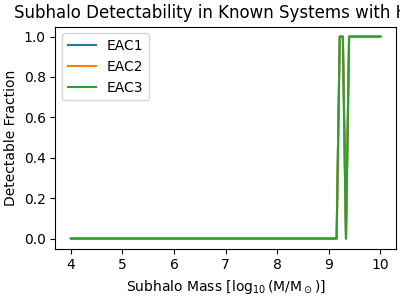 Subhalo Detectability in Known Systems with
EAC1
EAC2
EAC3
1.0
0.8
0.6
0.4
0.2
0.0
Detectable Fraction
4 5 6 7 8 9 10
Subhalo Mass [log₁₀(M/M⊙)]